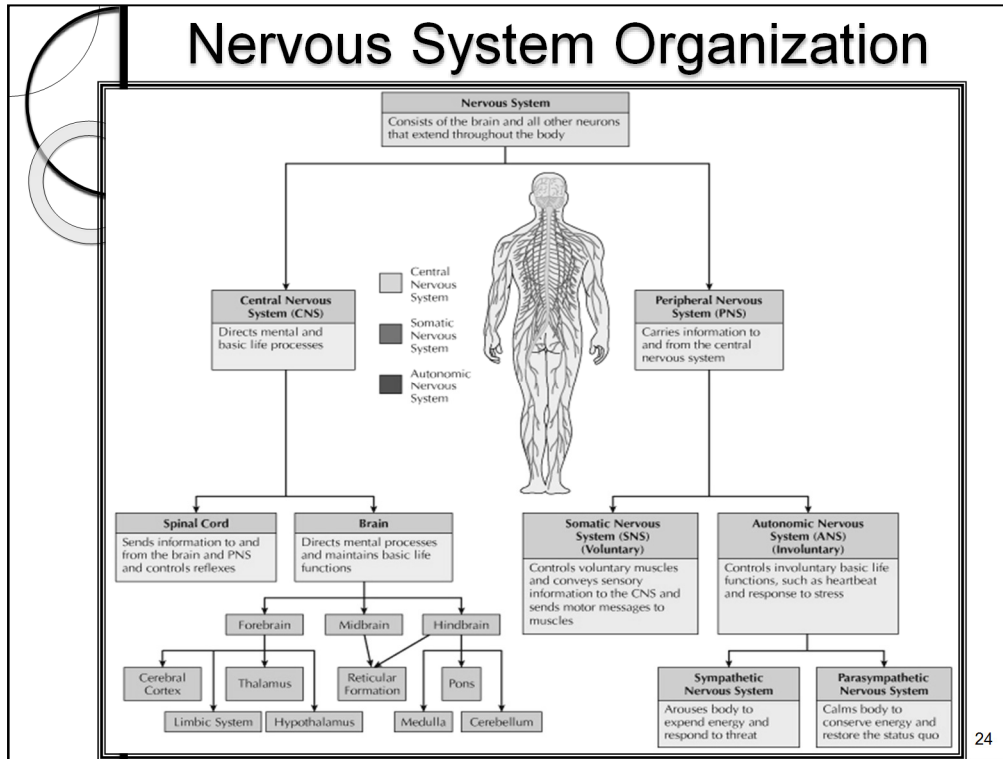 Nervous System Organization
Nervous System
Consists of the brain and all other neurons
that extend throughout the body
Central
Nervous
System
Somatic
Nervous
System
Autonomic
Nervous
System
Central Nervous
System (CNS)
Directs mental and
basic life processes
Peripheral Nervous
System (PNS)
Carries information to
and from the central
nervous system
Spinal Cord
Sends information to and
from the brain and PNS
and controls reflexes
Brain
Directs mental processes
and maintains basic life
functions
Somatic Nervous
System (SNS)
(Voluntary)
Controls voluntary muscles
and conveys sensory
information to the CNS and
sends motor messages to
muscles
Autonomic Nervous
System (ANS)
(Involuntary)
Controls involuntary basic life
functions, such as heartbeat
and response to stress
Forebrain
Midbrain
Hindbrain
Cerebral
Cortex
Thalamus
Reticular
Formation
Pons
Limbic System
Hypothalamus
Medulla
Cerebellum
Sympathetic
Nervous System
Arouses body to
expend energy and
respond to threat
Parasympathetic
Nervous System
Calms body to
conserve energy and
restore the status quo
24